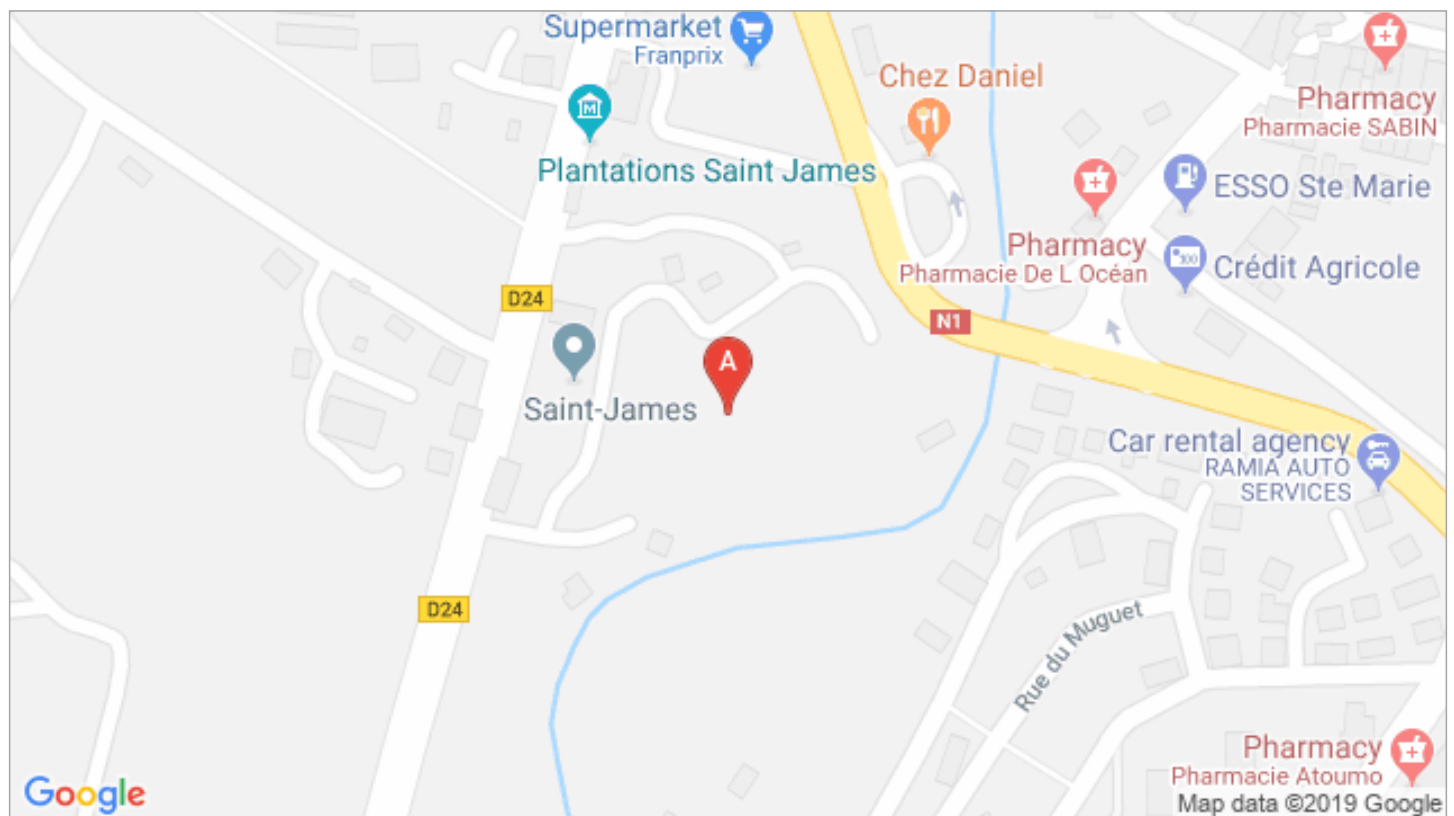 Supermarket
Franprix
Chez Daniel
Pharmacy
Pharmacie SABIN
M
Plantations Saint James
ESSO Ste Marie
Pharmacy
Pharmacie De L Océan
Crédit Agricole
D24
N1
A
Saint-James
Car rental agency
RAMIA AUTO
SERVICES
D24
Rue du Muguet
Pharmacy
Pharmacie Atoumo
Google
Map data ©2019 Google